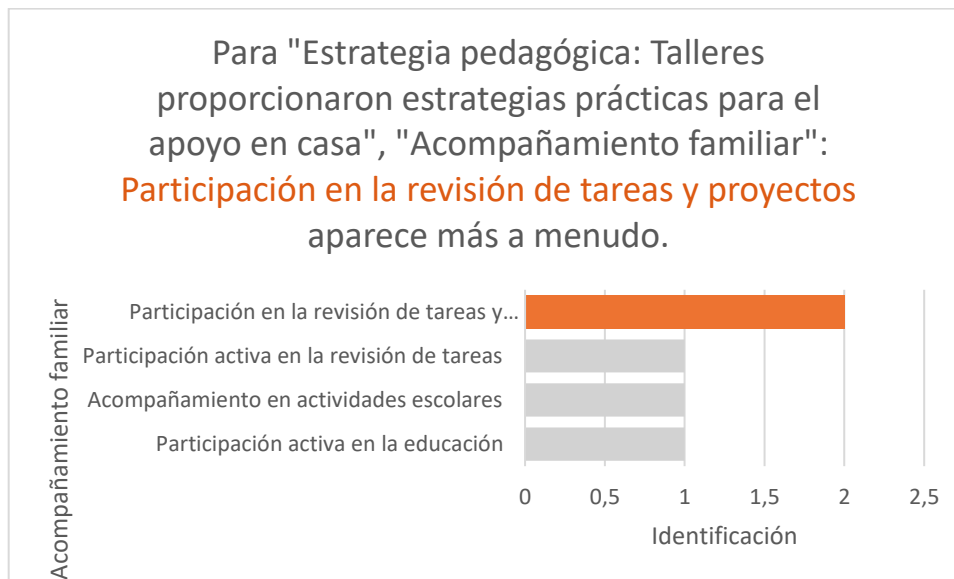 Para "Estrategia pedagógica: Talleres
proporcionaron estrategias prácticas para el
apoyo en casa", "Acompañamiento familiar":
Participación en la revisión de tareas y proyectos
aparece más a menudo.
Acompañamiento familiar
Participación en la revisión de tareas y...
Participación activa en la revisión de tareas
Acompañamiento en actividades escolares
Participación activa en la educación
0 0,5 1 1,5 2 2,5
Identificación